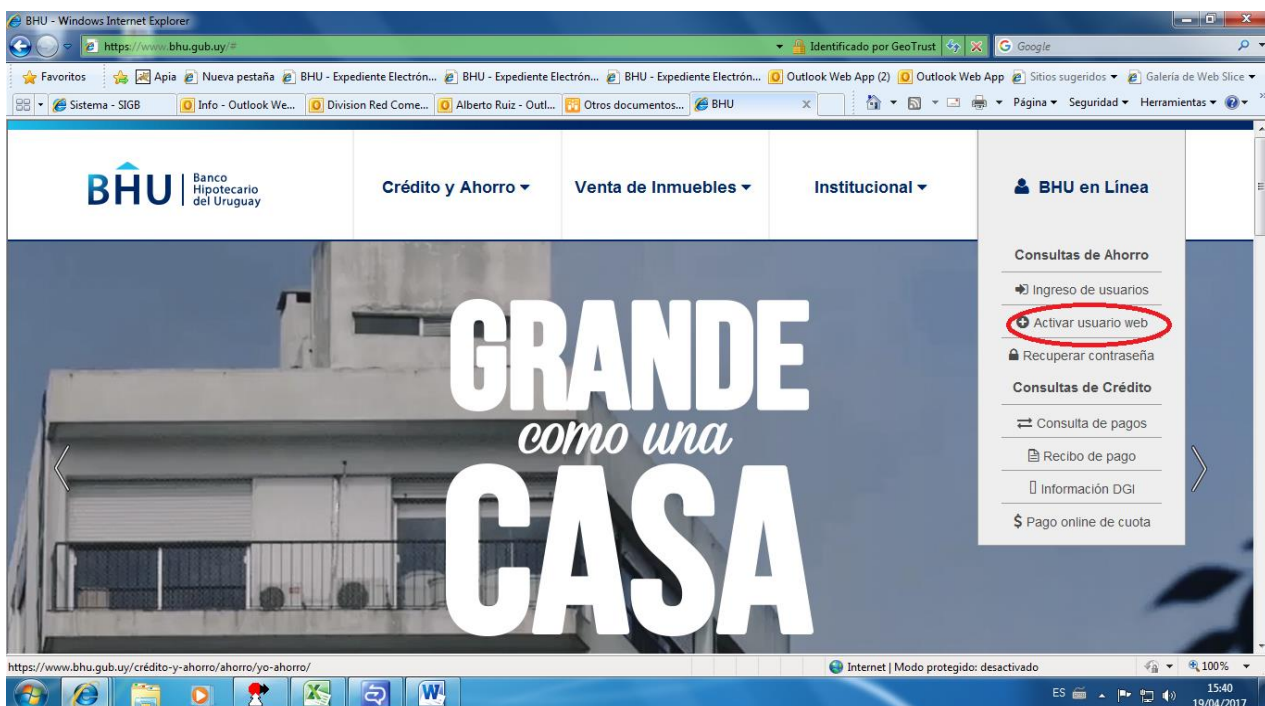 BHU - Windows Internet Explorer
https://www.bhu.gub.uy/#
Identificado por GeoTrust
Google
Favoritos Apia Nueva pestaña BHU - Expediente Electrón... BHU - Expediente Electrón... BHU - Expediente Electrón... Outlook Web App (2) Outlook Web App Sitios sugeridos Galería de Web Slice
Sistema - SIGB Info - Outlook We... Division Red Come... Alberto Ruiz - Outl... Otros documentos... BHU x Página Seguridad Herramientas
BHU
Banco
Hipotecario
del Uruguay
Crédito y Ahorro
Venta de Inmuebles
Institucional
BHU en Línea
Consultas de Ahorro
Ingreso de usuarios
Activar usuario web
Recuperar contraseña
Consultas de Crédito
Consulta de pagos
Recibo de pago
Información DGI
$ Pago online de cuota
GRANDE
como una
CASA
https://www.bhu.gub.uy/crédito-y-ahorro/ahorro/yo-ahorro/
Internet | Modo protegido: desactivado
100%
ES
15:40
19/04/2017